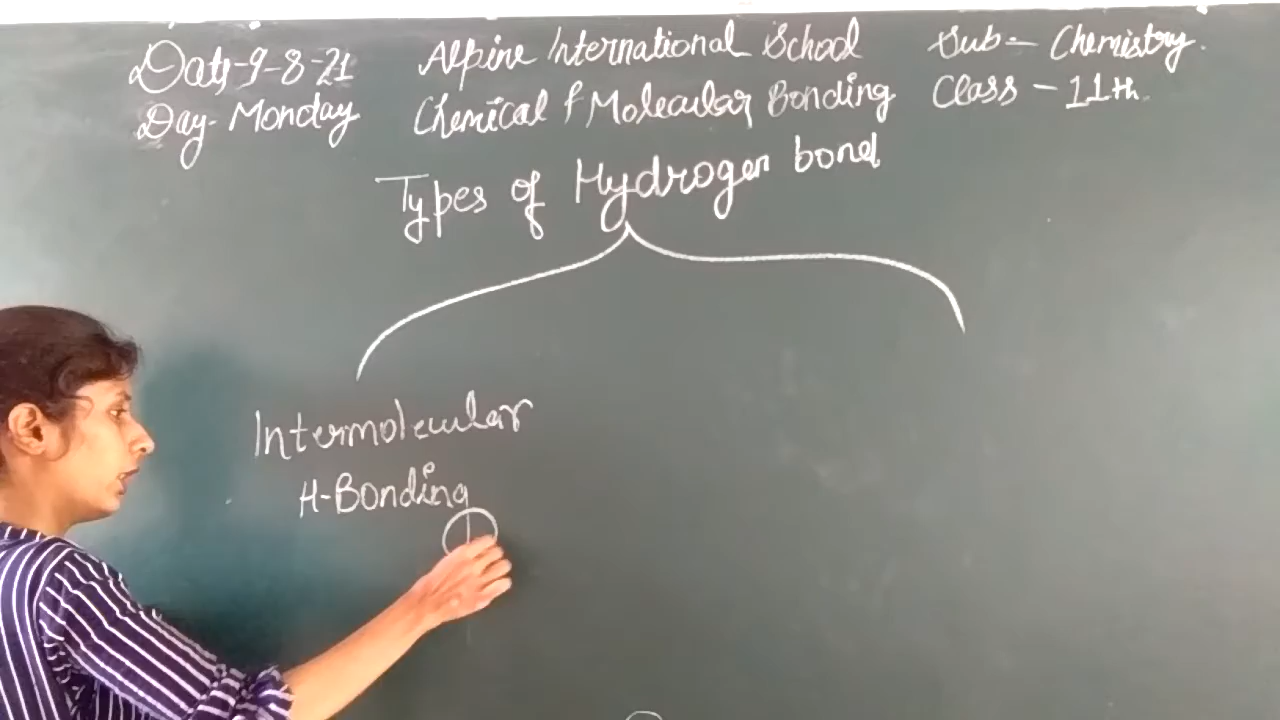 Date-9-8-21 Alpine International School Sub:- Chemistry.
Day- Monday Chemical & Molecular Bonding Class - 11th.
Types of Hydrogen bond
Intermolecular
H-Bonding